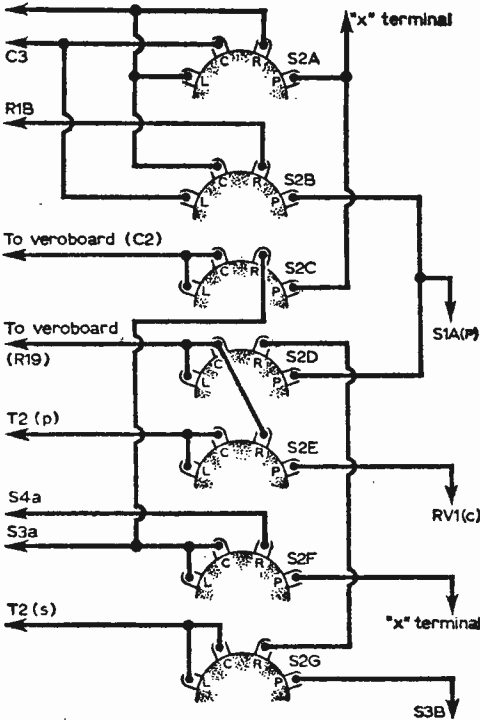 "x" terminal
C3
C R S2A
L P
R1B
C R S2B
L P
To veroboard (C2)
C R S2C
L P
S1A(P)
To veroboard
(R19)
C R S2D
L P
T2 (p)
C R S2E
L P
RV1(c)
S4a
S3a
C R S2F
L P
T2(s)
"x" terminal
C R S2G
L P
S3B